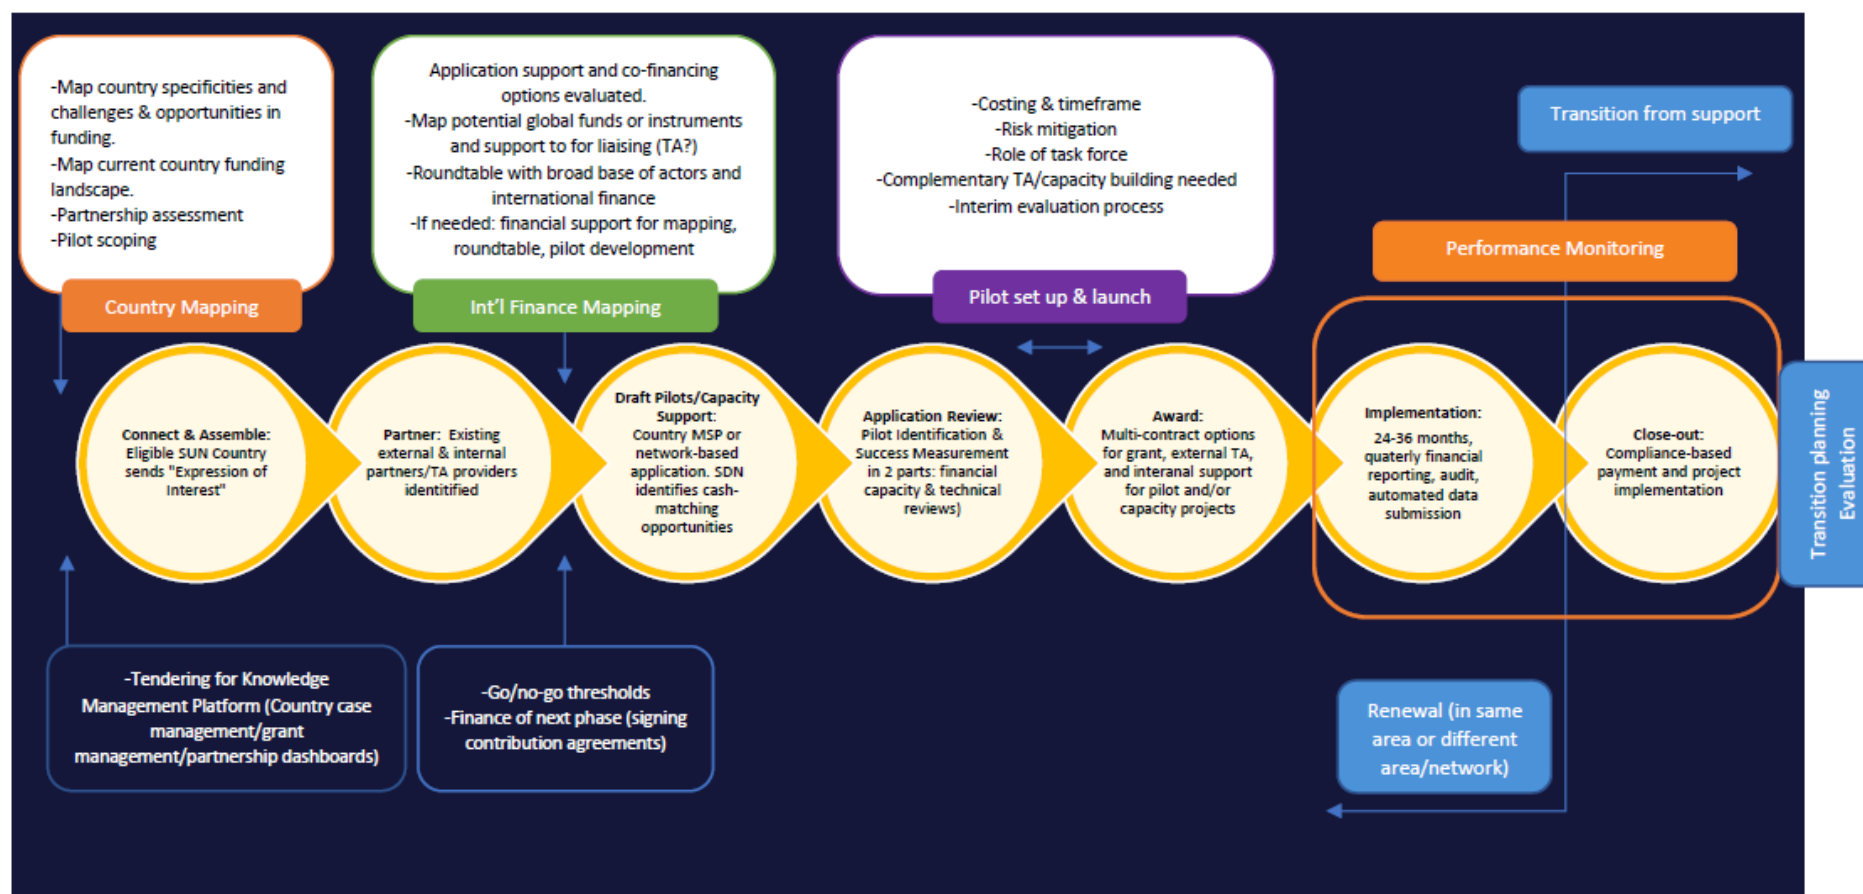 -Map country specificities and
challenges & opportunities in
funding.
-Map current country funding
landscape.
-Partnership assessment
-Pilot scoping
Country Mapping
Application support and co-financing
options evaluated.
-Map potential global funds or instruments
and support to for liaising (TA?)
-Roundtable with broad base of actors and
international finance
-If needed: financial support for mapping,
roundtable, pilot development
Int'l Finance Mapping
-Costing & timeframe
-Risk mitigation
-Role of task force
-Complementary TA/capacity building needed
-Interim evaluation process
Pilot set up & launch
Transition from support
Performance Monitoring
Connect & Assemble:
Eligible SUN Country
sends "Expression of
Interest"
Partner: Existing
external & internal
partners/TA providers
identitified
Draft Pilots/Capacity
Support:
Country MSP or
network-based
application. SDN
identifies cash-
matching
opportunities
Application Review:
Pilot Identification &
Success Measurement
in 2 parts: financial
capacity & technical
reviews)
Award:
Multi-contract options
for grant, external TA,
and interanal support
for pilot and/or
capacity projects
Implementation:
24-36 months,
quaterly financial
reporting, audit,
automated data
submission
Close-out:
Compliance-based
payment and project
implementation
Transition planning
Evaluation
-Tendering for Knowledge
Management Platform (Country case
management/grant
management/partnership dashboards)
-Go/no-go thresholds
-Finance of next phase (signing
contribution agreements)
Renewal (in same
area or different
area/network)